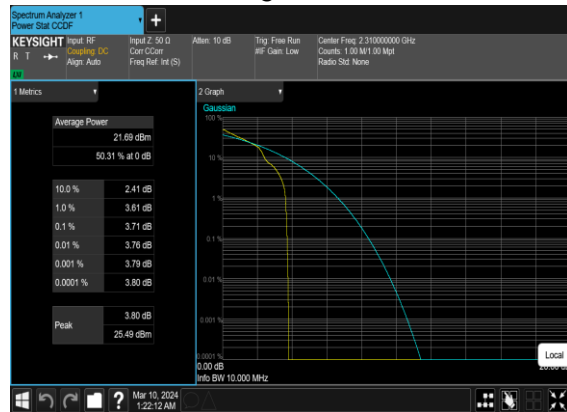 Spectrum Analyzer 1
Power Stat CCDF
+
KEYSIGHT
R T
LW
Input: RF
Coupling: DC
Align: Auto
Input Z: 50 Ω
Corr CCorr
Freq Ref: Int (S)
Atten: 10 dB
Trig: Free Run
#IF Gain: Low
Center Freq: 2.310000000 GHz
Counts: 1.00 M/1.00 Mpt
Radio Std: None
1 Metrics
Average Power
21.69 dBm
50.31 % at 0 dB
10.0 % 2.41 dB
1.0 % 3.61 dB
0.1 % 3.71 dB
0.01 % 3.76 dB
0.001 % 3.79 dB
0.0001 % 3.80 dB
Peak
3.80 dB
25.49 dBm
2 Graph
Gaussian
100 %
10 %
1 %
0.1 %
0.01 %
0.001 %
0.0001 %
0.00 dB
Info BW 10.000 MHz
Local
?
Mar 10, 2024
1:22:12 AM